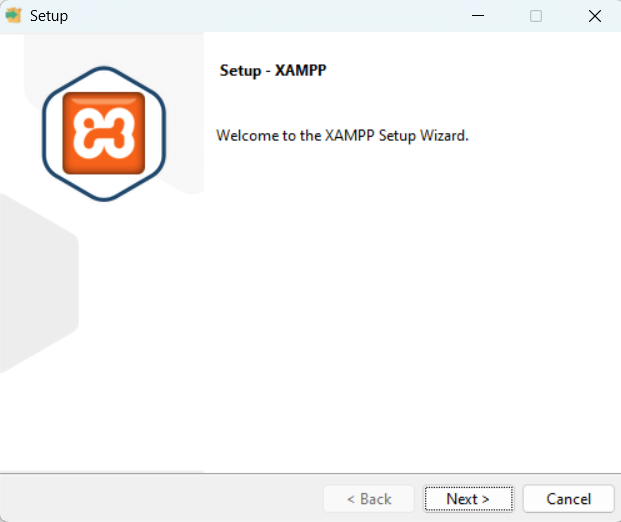 Setup
Setup - XAMPP
Welcome to the XAMPP Setup Wizard.
< Back
Next >
Cancel